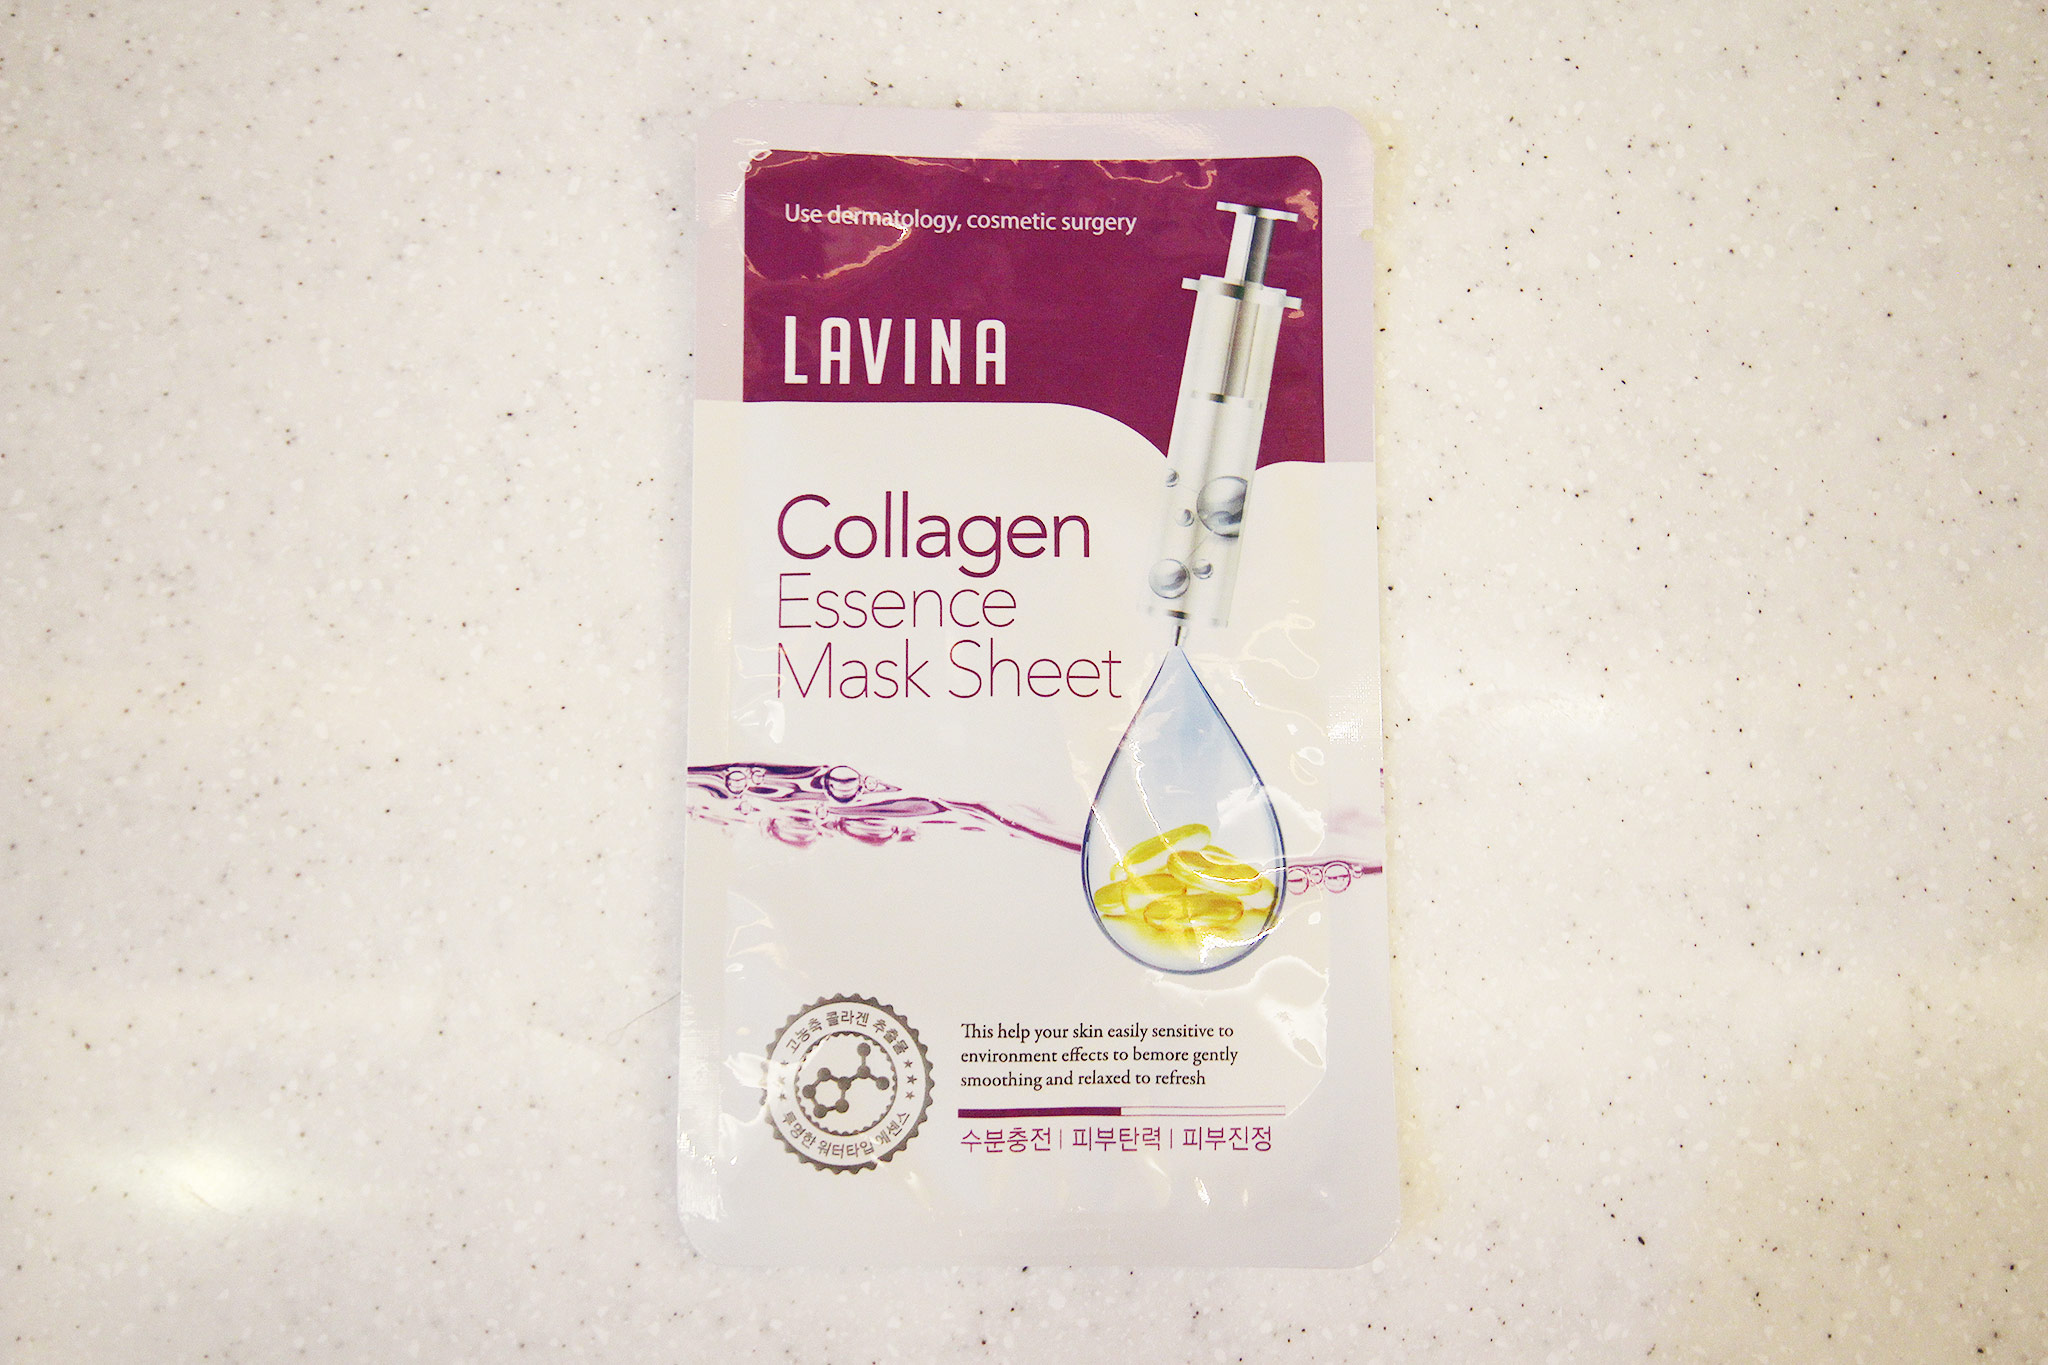 Use dermatology, cosmetic surgery
LAVINA
Collagen
Essence
Mask Sheet
고농축 콜라겐 추출물
투명한 워터타입 에센스
This help your skin easily sensitive to
environment effects to bemore gently
smoothing and relaxed to refresh
수분충전 | 피부탄력 | 피부진정